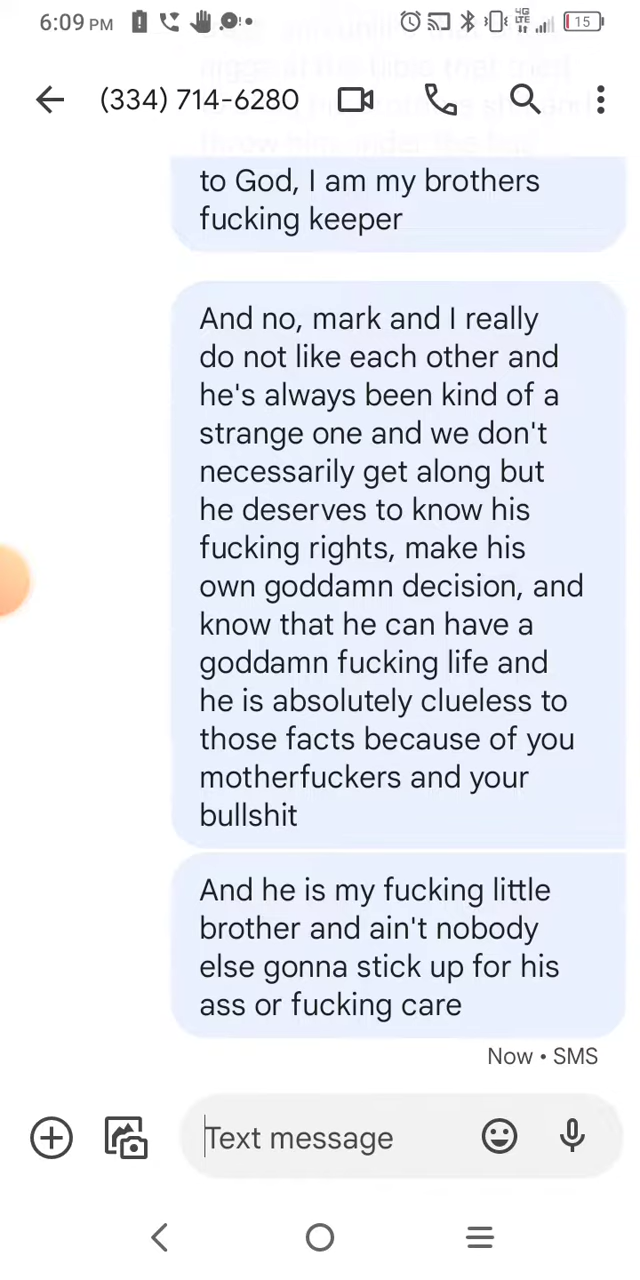 6:09 PM
4G
LTE
15
(334) 714-6280
to God, I am my brothers
fucking keeper
And no, mark and I really
do not like each other and
he's always been kind of a
strange one and we don't
necessarily get along but
he deserves to know his
fucking rights, make his
own goddamn decision, and
know that he can have a
goddamn fucking life and
he is absolutely clueless to
those facts because of you
motherfuckers and your
bullshit
And he is my fucking little
brother and ain't nobody
else gonna stick up for his
ass or fucking care
Now • SMS
Text message